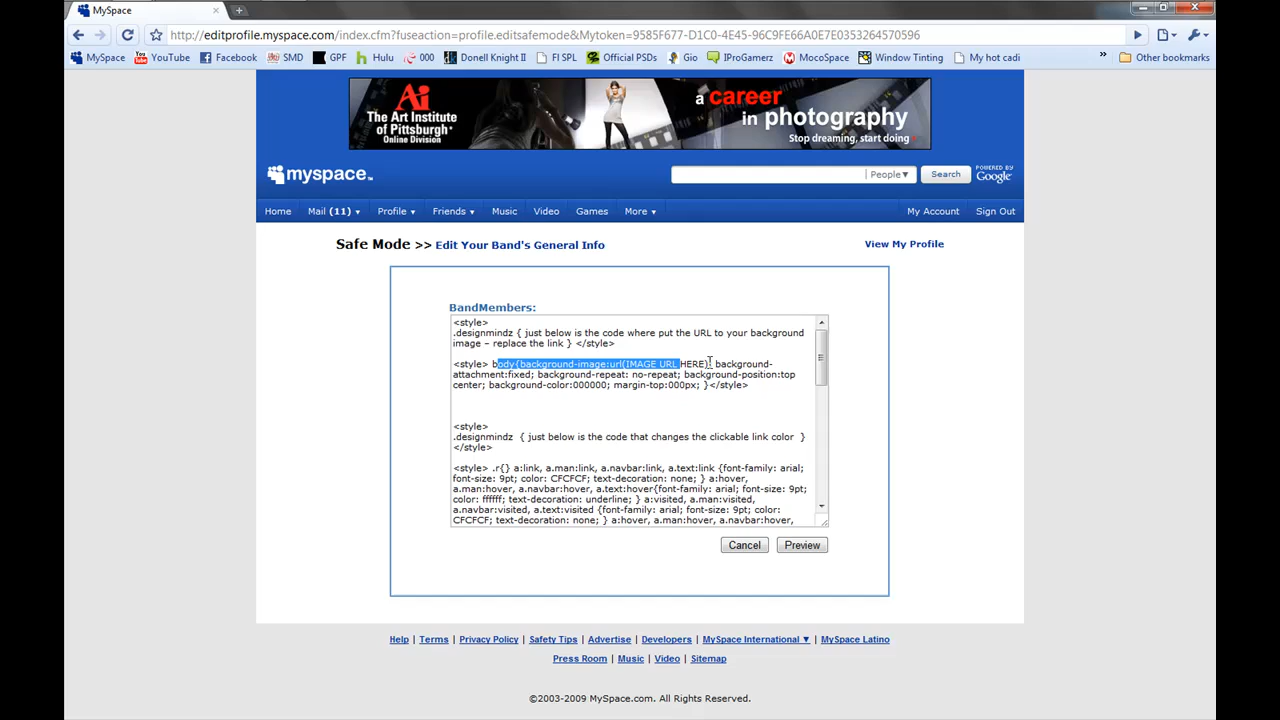 MySpace
http://editprofile.myspace.com/index.cfm?fuseaction=profile.editsafemode&Mytoken=9585F677-D1C0-4E45-96C9FE66A0E7E0353264570596
MySpace YouTube Facebook SMD GPF Hulu 000 Donell Knight II FI SPL Official PSDs Gio IProGamerz MocoSpace Window Tinting My hot cadi » Other bookmarks
Ai
The Art Institute
of Pittsburgh
Online Division
a career
in photography
Stop dreaming, start doing
myspace
People
Search
POWERED BY
Google
Home Mail (11) Profile Friends Music Video Games More My Account Sign Out
Safe Mode >> Edit Your Band's General Info View My Profile
BandMembers:
<style>
.designmindz { just below is the code where put the URL to your background
image – replace the link } </style>
<style> body{background-image:url(IMAGE URL HERE); background-
attachment:fixed; background-repeat: no-repeat; background-position:top
center; background-color:000000; margin-top:000px; }</style>
<style>
.designmindz { just below is the code that changes the clickable link color }
</style>
<style> .r{} a:link, a.man:link, a.navbar:link, a.text:link {font-family: arial;
font-size: 9pt; color: CFCFCF; text-decoration: none; } a:hover,
a.man:hover, a.navbar:hover, a.text:hover{font-family: arial; font-size: 9pt;
color: ffffff; text-decoration: underline; } a:visited, a.man:visited,
a.navbar:visited, a.text:visited {font-family: arial; font-size: 9pt; color:
CFCFCF; text-decoration: none; } a:hover, a.man:hover, a.navbar:hover,
Cancel Preview
Help | Terms | Privacy Policy | Safety Tips | Advertise | Developers | MySpace International ▼ | MySpace Latino
Press Room | Music | Video | Sitemap
©2003-2009 MySpace.com. All Rights Reserved.